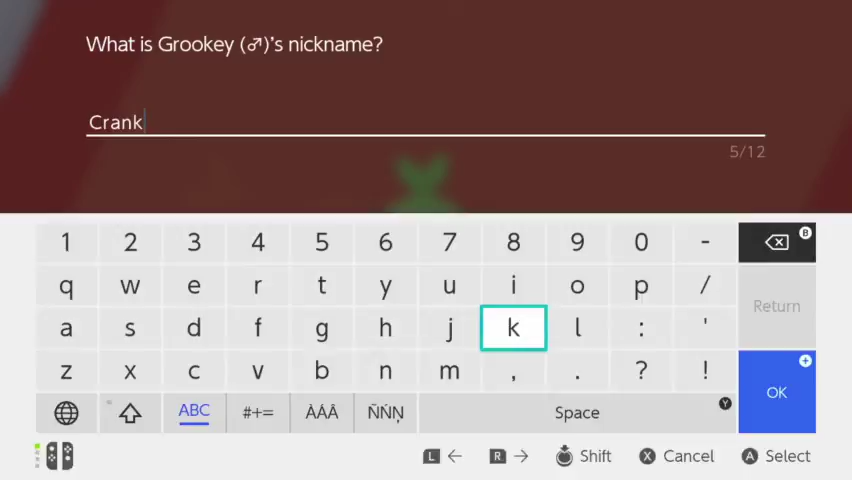 What is Grookey (♂)'s nickname?
Crank
5/12
1 2 3 4 5 6 7 8 9 0 - B
q w e r t y u i o p /
Return
a s d f g h j k l : '
z x c v b n m , . ? ! +
OK
ABC #+= ÀÁÂ ÑŃŅ Space Y
L ← R → Shift X Cancel A Select